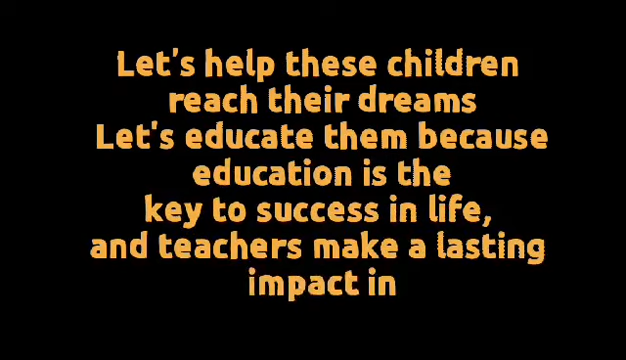 Let's help these children
reach their dreams
Let's educate them because
education is the
key to success in life,
and teachers make a lasting
impact in